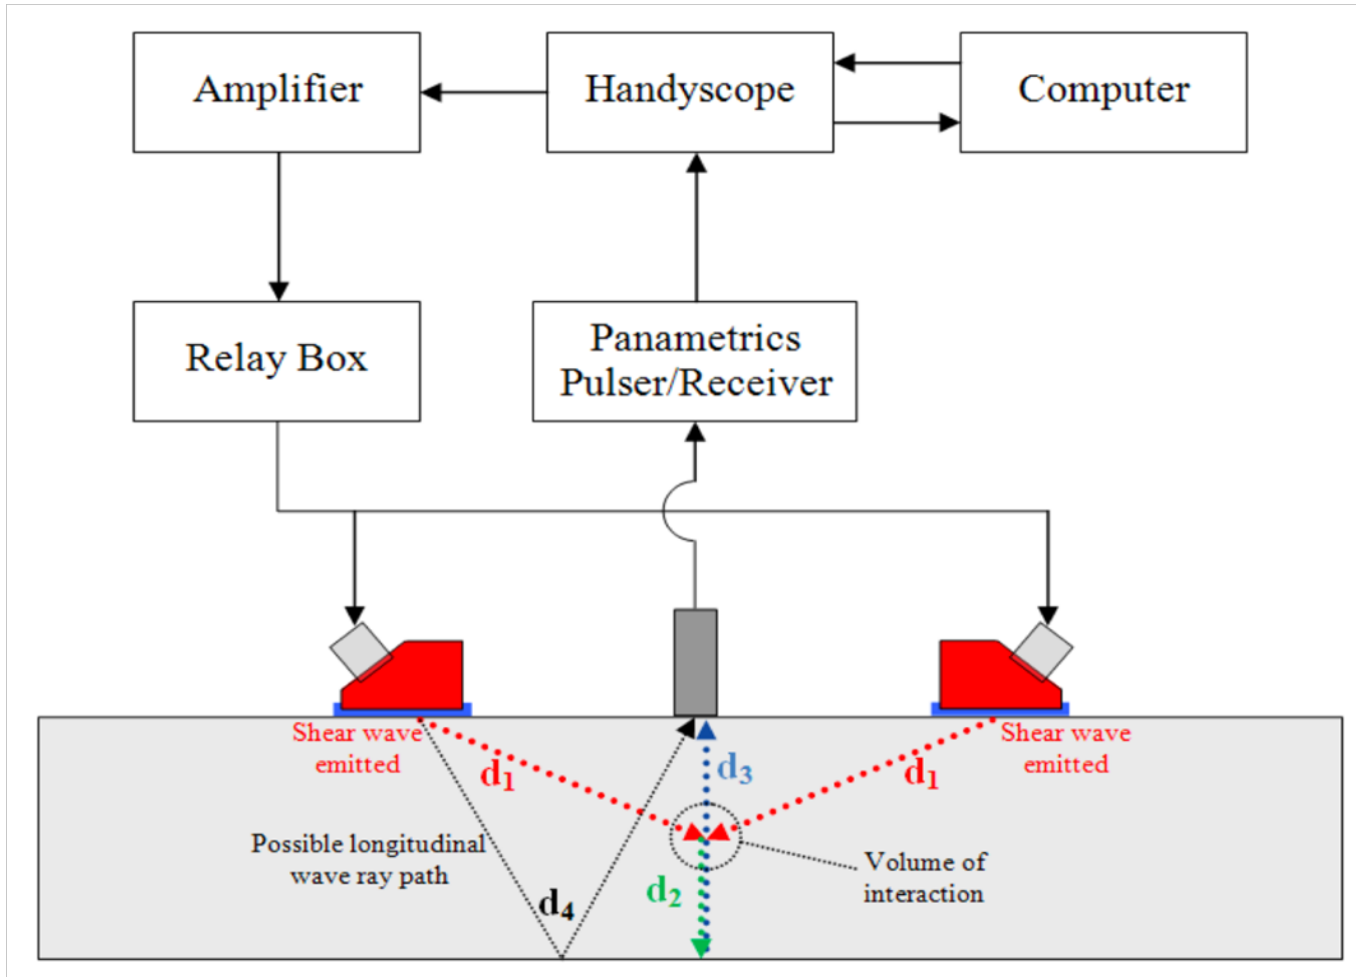 Amplifier
Handyscope
Computer
Relay Box
Panametrics
Pulser/Receiver
Shear wave
emitted
Shear wave
emitted
d1
d3
d1
Possible longitudinal
wave ray path
Volume of
interaction
d2
d4